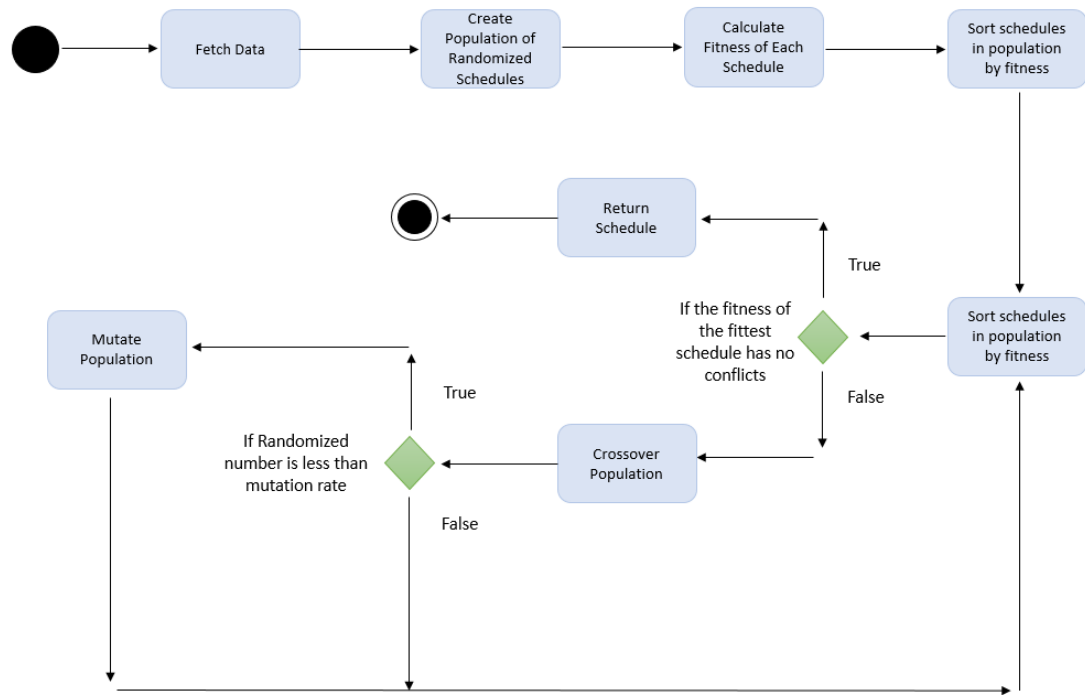 Fetch Data
Create
Population of
Randomized
Schedules
Calculate
Fitness of Each
Schedule
Sort schedules
in population
by fitness
Return
Schedule
True
If the fitness of
the fittest
schedule has no
conflicts
Sort schedules
in population
by fitness
False
Mutate
Population
True
If Randomized
number is less than
mutation rate
Crossover
Population
False